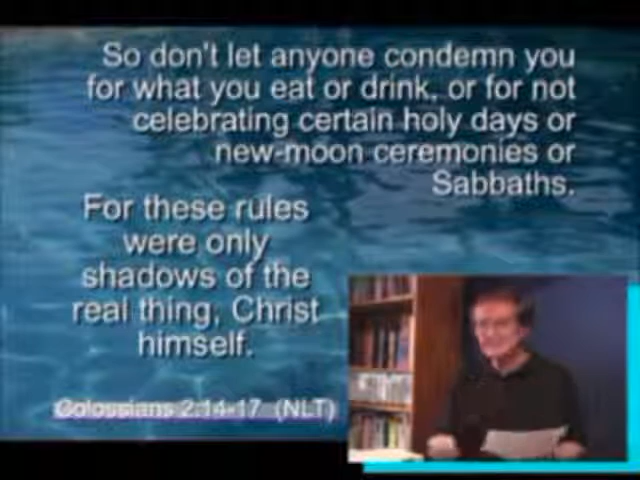 So don't let anyone condemn you
for what you eat or drink, or for not
celebrating certain holy days or
new-moon ceremonies or
Sabbaths.
For these rules
were only
shadows of the
real thing, Christ
himself.
Colossians 2:14-17 (NLT)